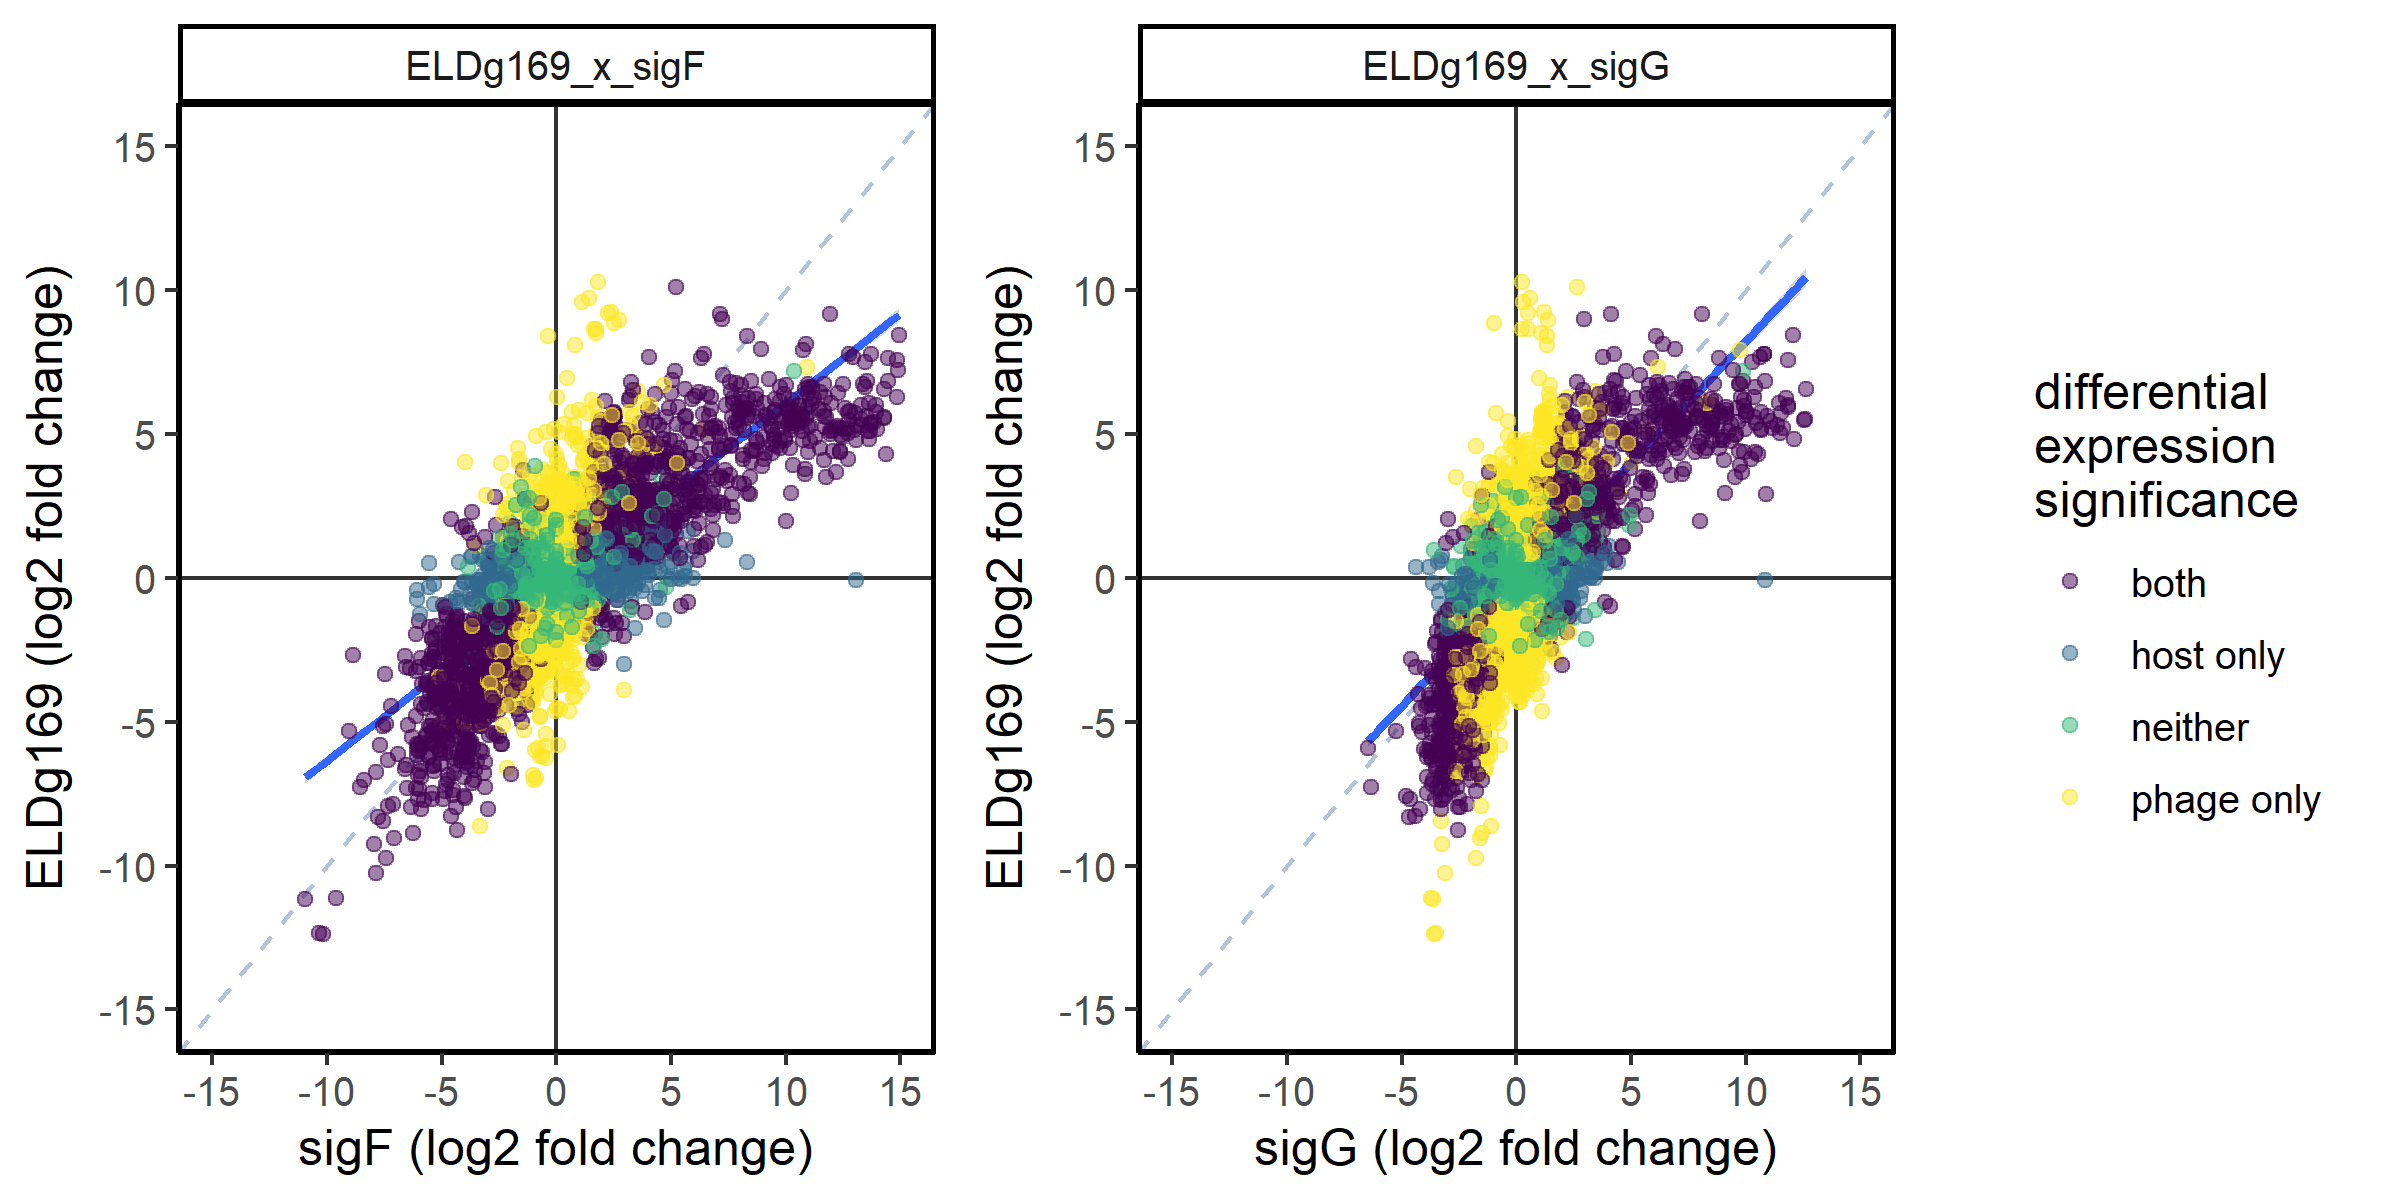 ELDg169_x_sigF
ELDg169_x_sigG
ELDg169 (log2 fold change)
15
10
5
0
-5
-10
-15
-15 -10 -5 0 5 10 15
sigF (log2 fold change)
ELDg169 (log2 fold change)
15
10
5
0
-5
-10
-15
-15 -10 -5 0 5 10 15
sigG (log2 fold change)
differential
expression
significance
both
host only
neither
phage only